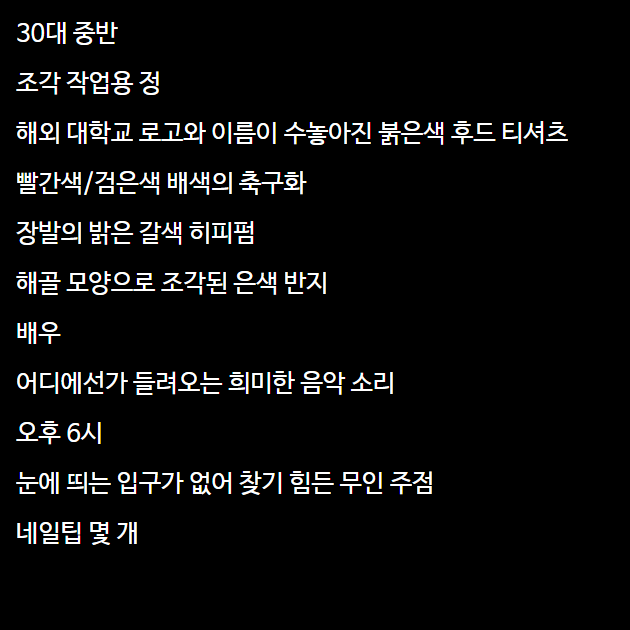 30대 중반
조각 작업용 정
해외 대학교 로고와 이름이 수놓아진 붉은색 후드 티셔츠
빨간색/검은색 배색의 축구화
장발의 밝은 갈색 히피펌
해골 모양으로 조각된 은색 반지
배우
어디에선가 들려오는 희미한 음악 소리
오후 6시
눈에 띄는 입구가 없어 찾기 힘든 무인 주점
네일팁 몇 개